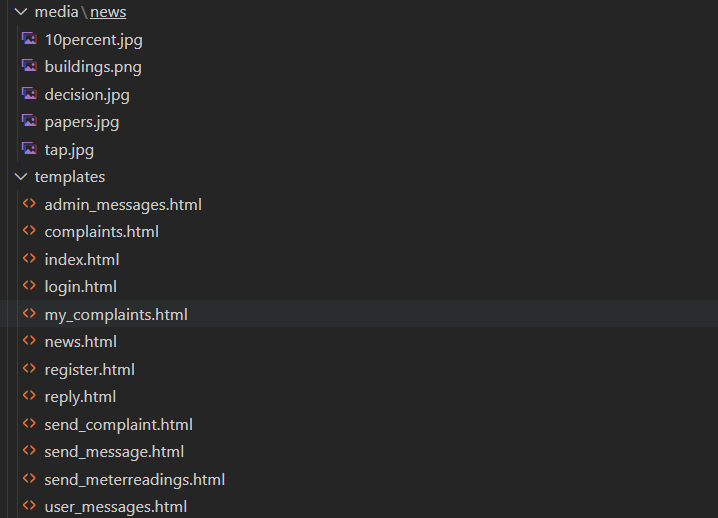 media\news
10percent.jpg
buildings.png
decision.jpg
papers.jpg
tap.jpg
templates
admin_messages.html
complaints.html
index.html
login.html
my_complaints.html
news.html
register.html
reply.html
send_complaint.html
send_message.html
send_meterreadings.html
user_messages.html